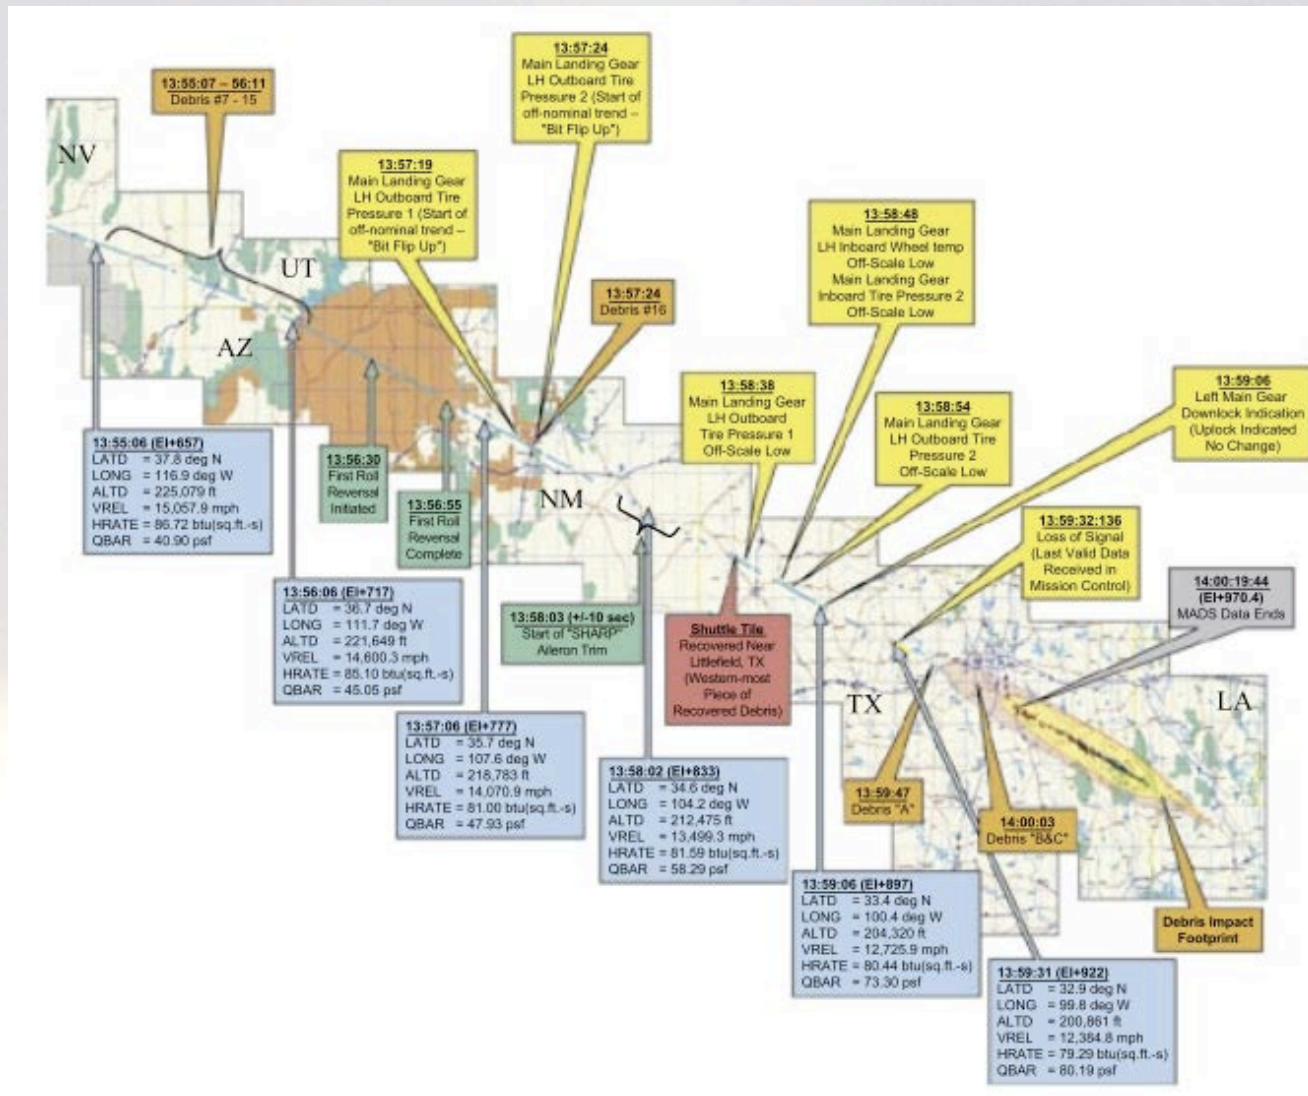 13:55:07 – 56:11
Debris #7 - 15
13:57:24
Main Landing Gear
LH Outboard Tire
Pressure 2 (Start of
off-nominal trend –
"Bit Flip Up")
NV
13:57:19
Main Landing Gear
LH Outboard Tire
Pressure 1 (Start of
off-nominal trend –
"Bit Flip Up")
13:58:48
Main Landing Gear
LH Inboard Wheel temp
Off-Scale Low
Main Landing Gear
Inboard Tire Pressure 2
Off-Scale Low
UT
13:57:24
Debris #16
AZ
13:58:38
Main Landing Gear
LH Outboard
Tire Pressure 1
Off-Scale Low
13:58:54
Main Landing Gear
LH Outboard Tire
Pressure 2
Off-Scale Low
13:59:06
Left Main Gear
Downlock Indication
(Uplock Indicated
No Change)
13:55:06 (EI+657)
LATD = 37.8 deg N
LONG = 116.9 deg W
ALTD = 225,079 ft
VREL = 15,057.9 mph
HRATE = 86.72 btu(sq.ft.-s)
QBAR = 40.90 psf
13:56:30
First Roll
Reversal
Initiated
13:56:55
First Roll
Reversal
Complete
NM
13:59:32:136
Loss of Signal
(Last Valid Data
Received in
Mission Control)
14:00:19:44
(EI+970.4)
MADS Data Ends
13:56:06 (EI+717)
LATD = 36.7 deg N
LONG = 111.7 deg W
ALTD = 221,649 ft
VREL = 14,600.3 mph
HRATE = 85.10 btu(sq.ft.-s)
QBAR = 45.05 psf
13:58:03 (+/-10 sec)
Start of "SHARP"
Aileron Trim
Shuttle Tile
Recovered Near
Littlefield, TX
(Western-most
Piece of
Recovered Debris)
TX
LA
13:57:06 (EI+777)
LATD = 35.7 deg N
LONG = 107.6 deg W
ALTD = 218,783 ft
VREL = 14,070.9 mph
HRATE = 81.00 btu(sq.ft.-s)
QBAR = 47.93 psf
13:58:02 (EI+833)
LATD = 34.6 deg N
LONG = 104.2 deg W
ALTD = 212,475 ft
VREL = 13,499.3 mph
HRATE = 81.59 btu(sq.ft.-s)
QBAR = 58.29 psf
13:59:47
Debris "A"
14:00:03
Debris "B&C"
13:59:06 (EI+897)
LATD = 33.4 deg N
LONG = 100.4 deg W
ALTD = 204,320 ft
VREL = 12,725.9 mph
HRATE = 80.44 btu(sq.ft.-s)
QBAR = 73.30 psf
Debris Impact
Footprint
13:59:31 (EI+922)
LATD = 32.9 deg N
LONG = 99.8 deg W
ALTD = 200,861 ft
VREL = 12,384.8 mph
HRATE = 79.29 btu(sq.ft.-s)
QBAR = 80.19 psf